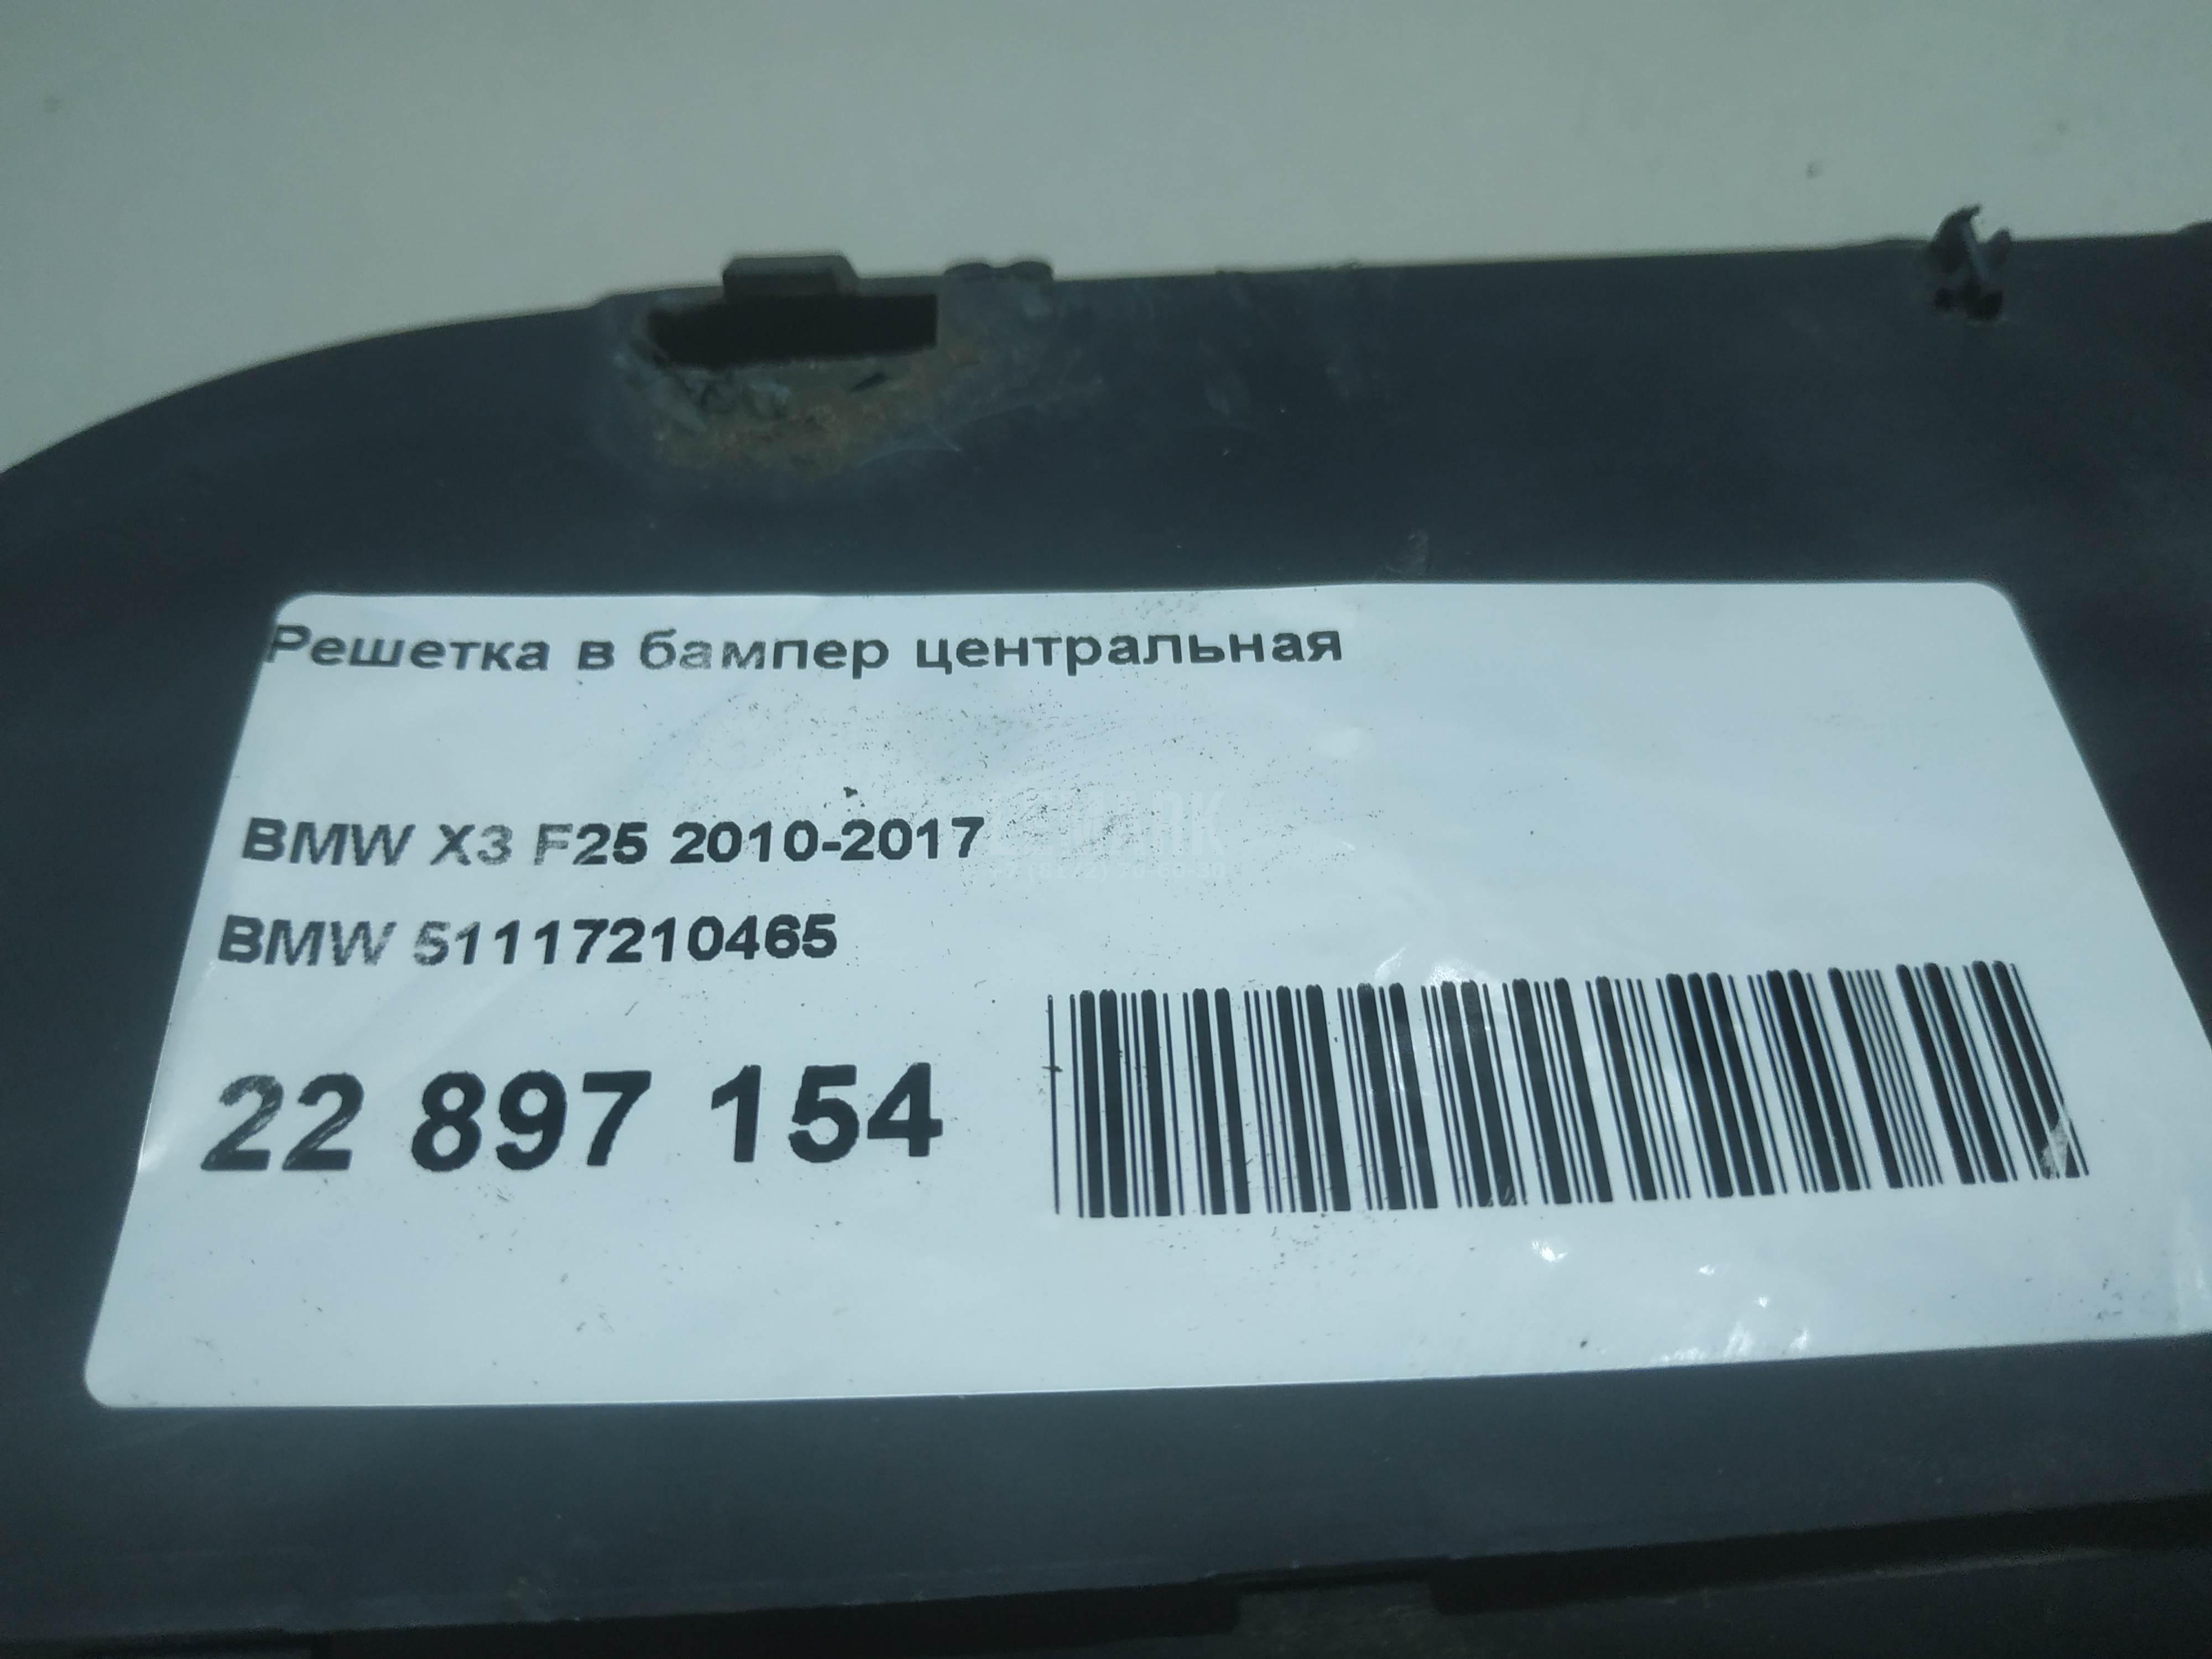 Решетка в бампер центральная
BMW X3 F25 2010-2017
BMW 51117210465
22 897 154